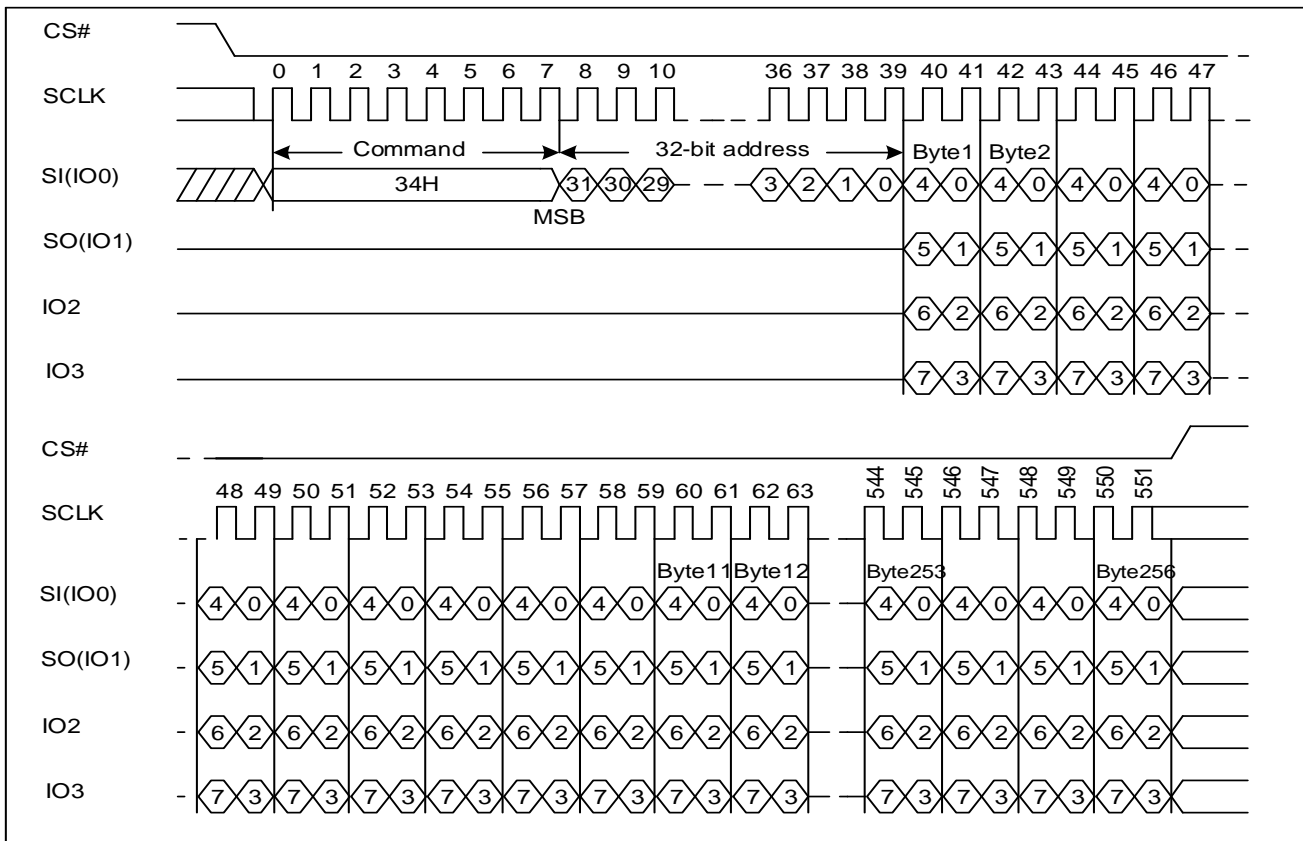 CS#
0 1 2 3 4 5 6 7 8 9 10 36 37 38 39 40 41 42 43 44 45 46 47
SCLK
Command 32-bit address Byte1 Byte2
SI(IO0) 34H 31 30 29 3 2 1 0 4 0 4 0 4 0 4 0
MSB
SO(IO1) 5 1 5 1 5 1 5 1
IO2 6 2 6 2 6 2 6 2
IO3 7 3 7 3 7 3 7 3
CS#
48 49 50 51 52 53 54 55 56 57 58 59 60 61 62 63 544 545 546 547 548 549 550 551
SCLK
Byte11 Byte12 Byte253 Byte256
SI(IO0) 4 0 4 0 4 0 4 0 4 0 4 0 4 0 4 0 4 0 4 0 4 0 4 0
SO(IO1) 5 1 5 1 5 1 5 1 5 1 5 1 5 1 5 1 5 1 5 1 5 1 5 1
IO2 6 2 6 2 6 2 6 2 6 2 6 2 6 2 6 2 6 2 6 2 6 2 6 2
IO3 7 3 7 3 7 3 7 3 7 3 7 3 7 3 7 3 7 3 7 3 7 3 7 3